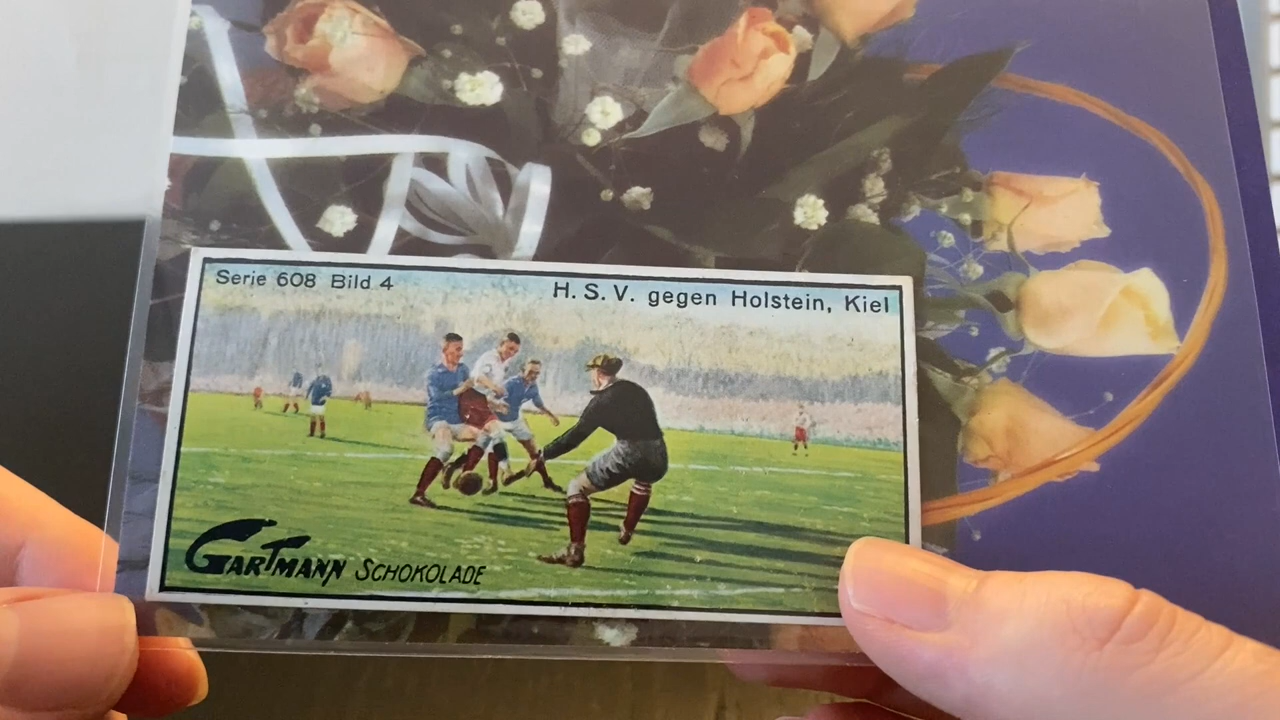 Serie 608 Bild 4
H. S. V. gegen Holstein, Kiel
GARTMANN SCHOKOLADE